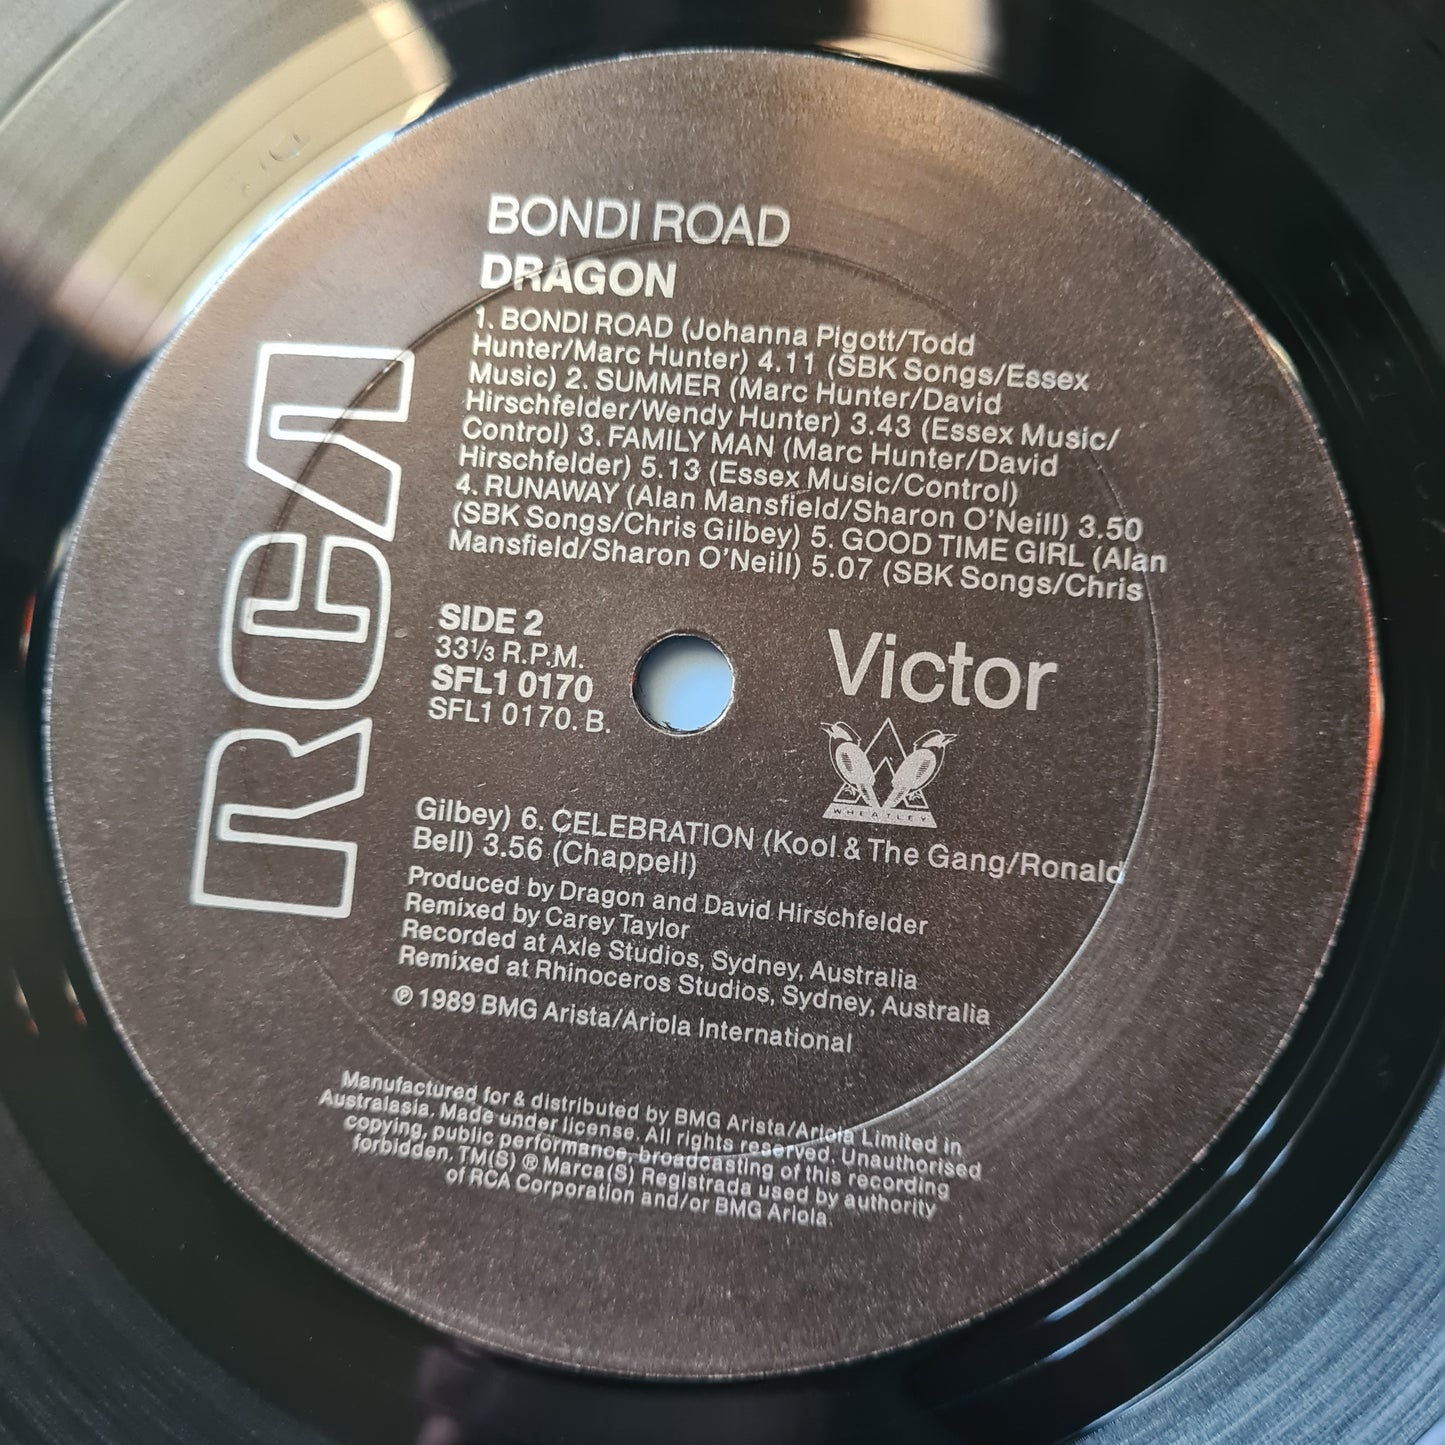 BONDI ROAD
DRAGON
1. BONDI ROAD (Johanna Pigott/Todd
Hunter/Marc Hunter) 4.11 (SBK Songs/Essex
Music) 2. SUMMER (Marc Hunter/David
Hirschfelder/Wendy Hunter) 3.43 (Essex Music/
Control) 3. FAMILY MAN (Marc Hunter/David
Hirschfelder) 5.13 (Essex Music/Control)
4. RUNAWAY (Alan Mansfield/Sharon O'Neill) 3.50
(SBK Songs/Chris Gilbey) 5. GOOD TIME GIRL (Alan
Mansfield/Sharon O'Neill) 5.07 (SBK Songs/Chris
RCA
SIDE 2
33⅓ R.P.M.
SFL1 0170
SFL1 0170. B.
Victor
WHEATLEY
Gilbey) 6. CELEBRATION (Kool & The Gang/Ronald
Bell) 3.56 (Chappell)
Produced by Dragon and David Hirschfelder
Remixed by Carey Taylor
Recorded at Axle Studios, Sydney, Australia
Remixed at Rhinoceros Studios, Sydney, Australia
℗ 1989 BMG Arista/Ariola International
Manufactured for & distributed by BMG Arista/Ariola Limited in
Australasia. Made under license. All rights reserved. Unauthorised
copying, public performance, broadcasting of this recording
forbidden. TM(S) ® Marca(S) Registrada used by authority
of RCA Corporation and/or BMG Ariola.